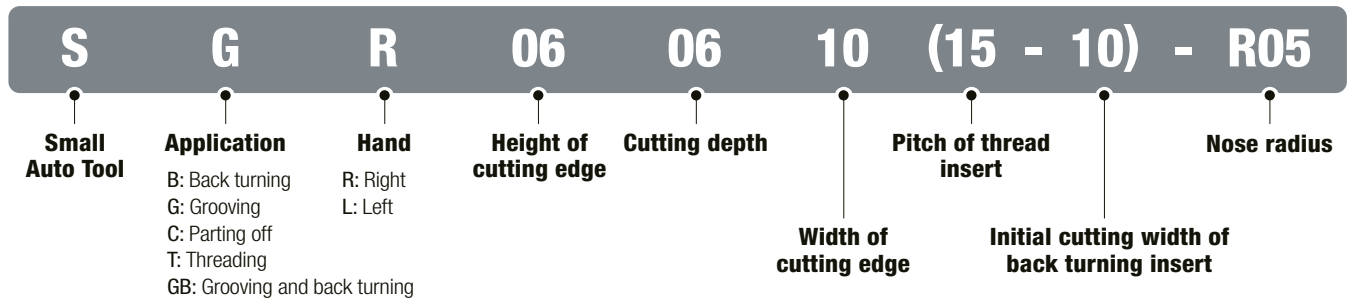 S G R 06 06 10 (15 - 10) - R05
Small
Auto Tool
Application
B: Back turning
G: Grooving
C: Parting off
T: Threading
GB: Grooving and back turning
Hand
R: Right
L: Left
Height of
cutting edge
Cutting depth
Width of
cutting edge
Pitch of thread
insert
Initial cutting width of
back turning insert
Nose radius